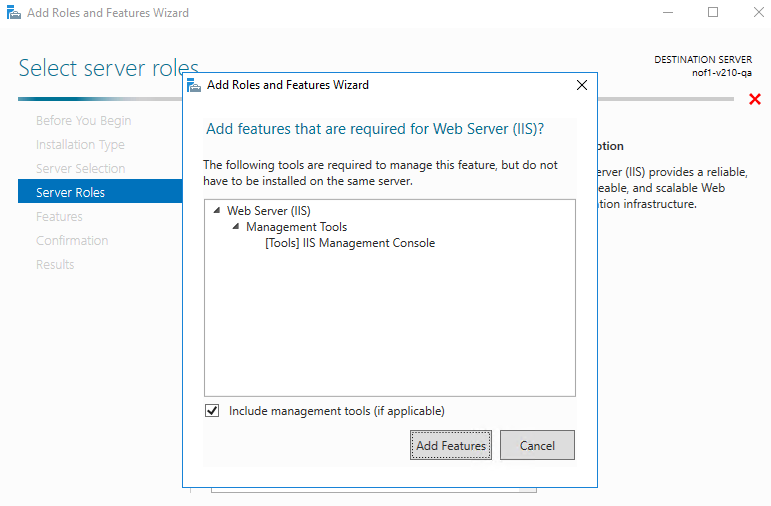 Add Roles and Features Wizard
Select server roles
DESTINATION SERVER
nof1-v210-qa
Before You Begin
Installation Type
Server Selection
Server Roles
Features
Confirmation
Results
Add Roles and Features Wizard
Add features that are required for Web Server (IIS)?
The following tools are required to manage this feature, but do not
have to be installed on the same server.
Web Server (IIS)
Management Tools
[Tools] IIS Management Console
Include management tools (if applicable)
Add Features
Cancel
(IIS) provides a reliable,
and scalable Web
infrastructure.